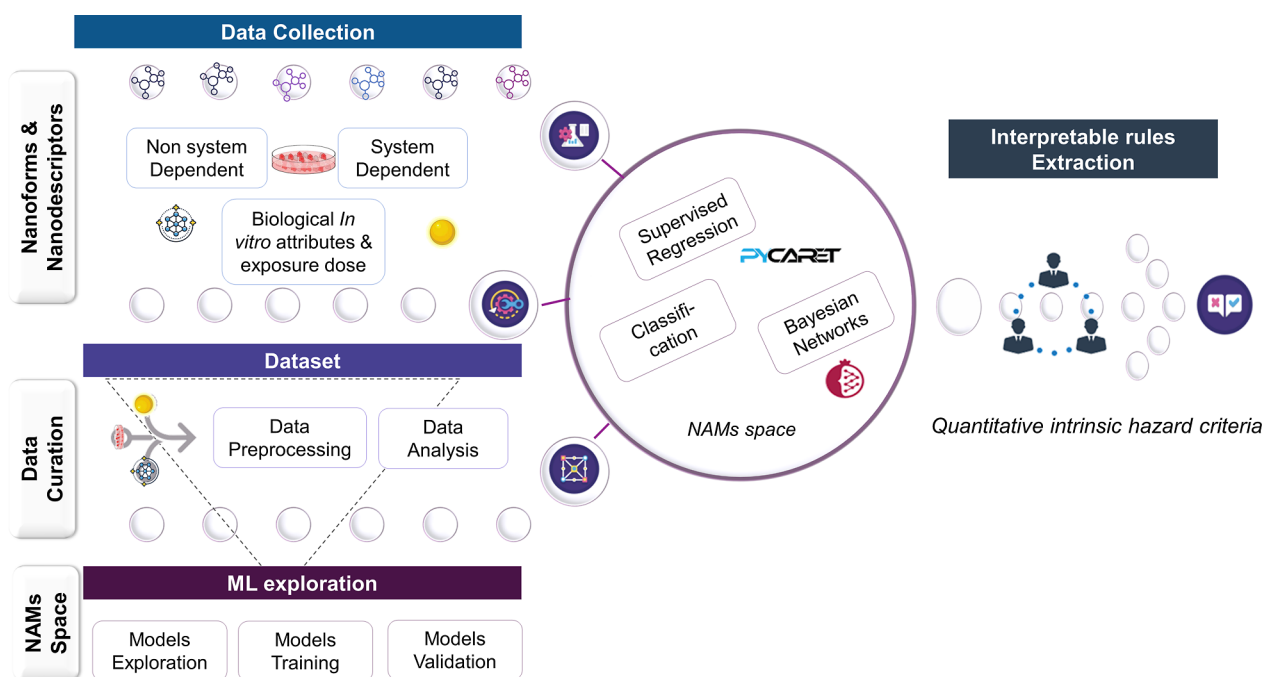 Data Collection
Nanoforms &
Nanodescriptors
Non system
Dependent
System
Dependent
Biological In
vitro attributes &
exposure dose
Dataset
Data
Curation
Data
Preprocessing
Data
Analysis
ML exploration
NAMs
Space
Models
Exploration
Models
Training
Models
Validation
Supervised
Regression
PYCARET
Classifi-
cation
Bayesian
Networks
NAMs space
Interpretable rules
Extraction
Quantitative intrinsic hazard criteria